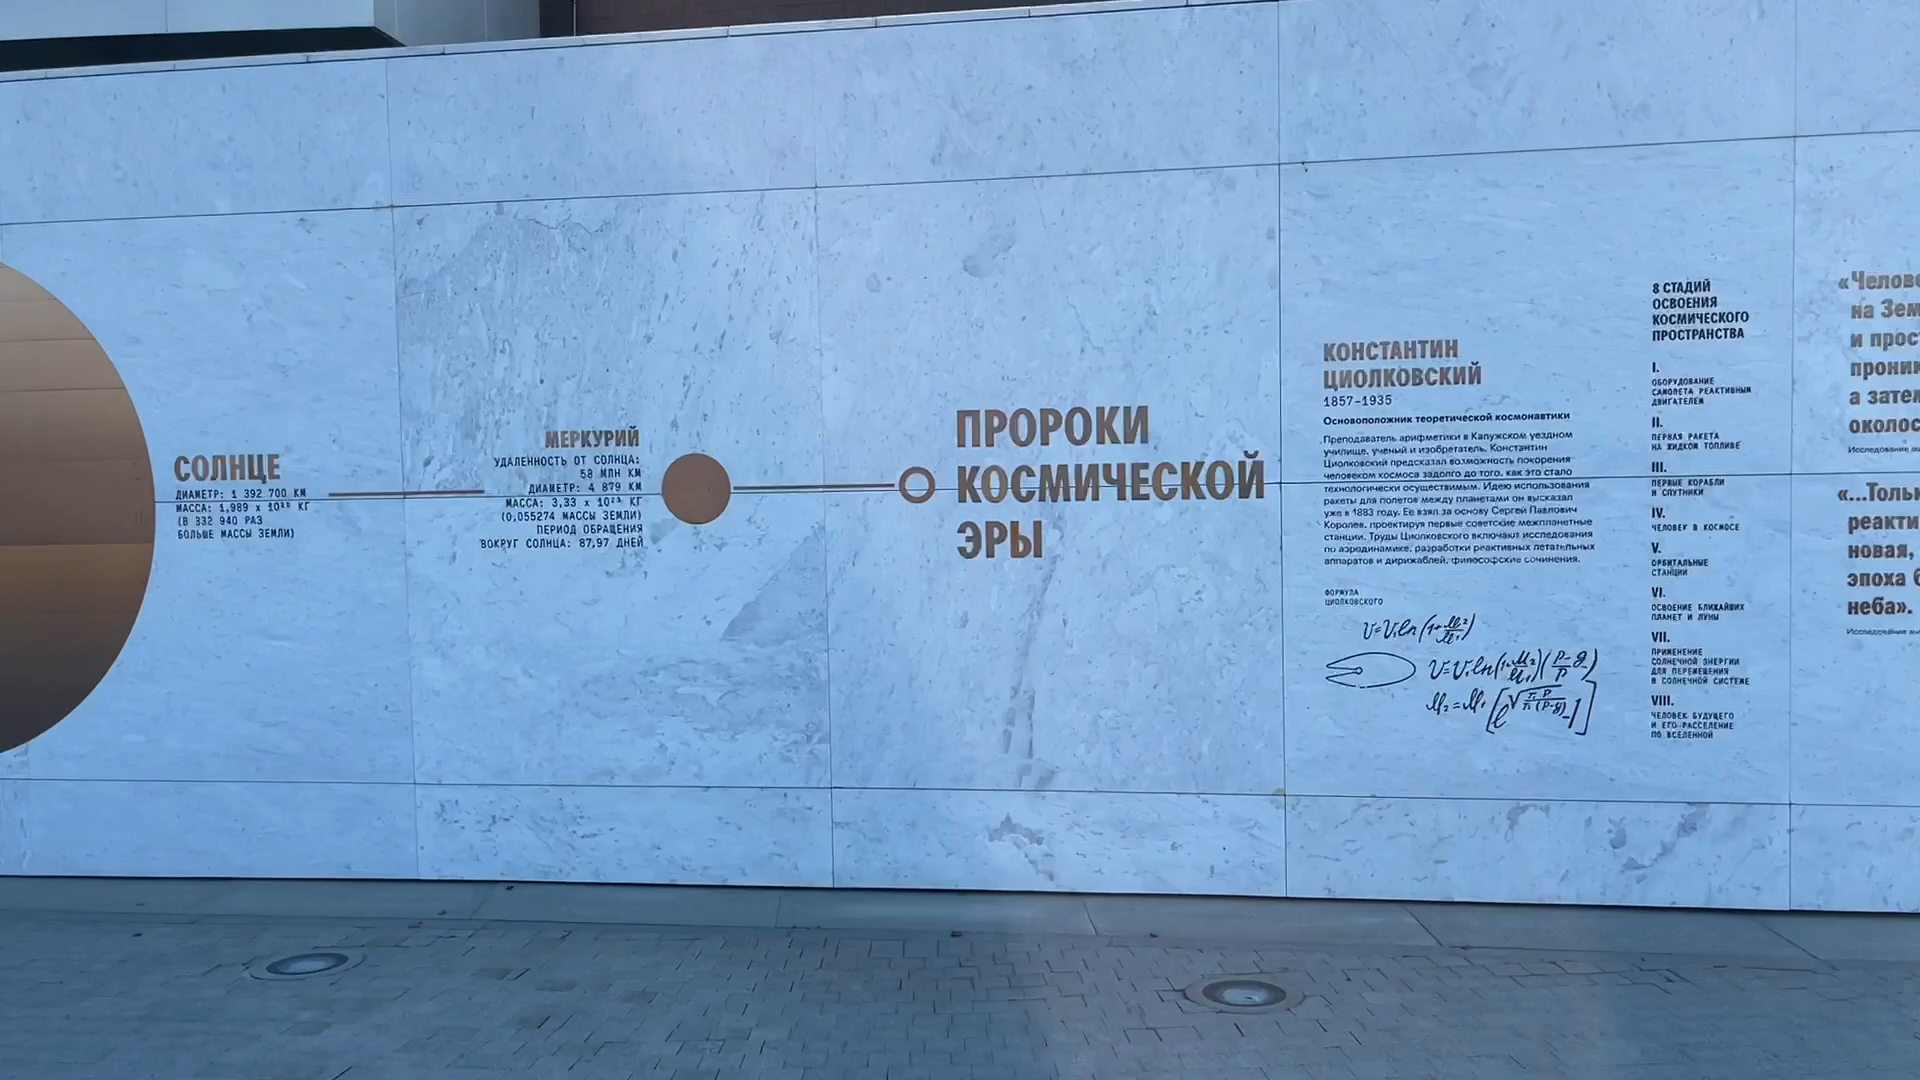 СОЛНЦЕ
ДИАМЕТР: 1 392 700 КМ
МАССА: 1,989 x 10³⁰ КГ
(В 332 940 РАЗ
БОЛЬШЕ МАССЫ ЗЕМЛИ)
МЕРКУРИЙ
УДАЛЕННОСТЬ ОТ СОЛНЦА:
58 МЛН КМ
ДИАМЕТР: 4 879 КМ
МАССА: 3,33 x 10²³ КГ
(0,055274 МАССЫ ЗЕМЛИ)
ПЕРИОД ОБРАЩЕНИЯ
ВОКРУГ СОЛНЦА: 87,97 ДНЕЙ
ПРОРОКИ
КОСМИЧЕСКОЙ
ЭРЫ
КОНСТАНТИН
ЦИОЛКОВСКИЙ
1857–1935
Основоположник теоретической космонавтики
Преподаватель арифметики в Калужском уездном
училище, ученый и изобретатель, Константин
Циолковский предсказал возможность покорения
человеком космоса задолго до того, как это стало
технологически осуществимым. Идею использования
ракеты для полетов между планетами он высказал
уже в 1883 году. Ее взял за основу Сергей Павлович
Королев, проектируя первые советские межпланетные
станции. Труды Циолковского включают исследования
по аэродинамике, разработки реактивных летательных
аппаратов и дирижаблей, философские сочинения.
ФОРМУЛА
ЦИОЛКОВСКОГО
8 СТАДИЙ
ОСВОЕНИЯ
КОСМИЧЕСКОГО
ПРОСТРАНСТВА
I.
ОБОРУДОВАНИЕ
САМОЛЕТА РЕАКТИВНЫМ
ДВИГАТЕЛЕМ
II.
ПЕРВАЯ РАКЕТА
НА ЖИДКОМ ТОПЛИВЕ
III.
ПЕРВЫЕ КОРАБЛИ
И СПУТНИКИ
IV.
ЧЕЛОВЕК В КОСМОСЕ
V.
ОРБИТАЛЬНЫЕ
СТАНЦИИ
VI.
ОСВОЕНИЕ БЛИЖАЙШИХ
ПЛАНЕТ И ЛУНЫ
VII.
ПРИМЕНЕНИЕ
СОЛНЕЧНОЙ ЭНЕРГИИ
ДЛЯ ПЕРЕМЕЩЕНИЯ
В СОЛНЕЧНОЙ СИСТЕМЕ
VIII.
ЧЕЛОВЕК БУДУЩЕГО
И ЕГО РАССЕЛЕНИЕ
ПО ВСЕЛЕННОЙ
«Челове
на Зем
и прос
проник
а зате
околос
Исследование ми
«...Тольк
реакти
новая,
эпоха
неба».
Исследование ми